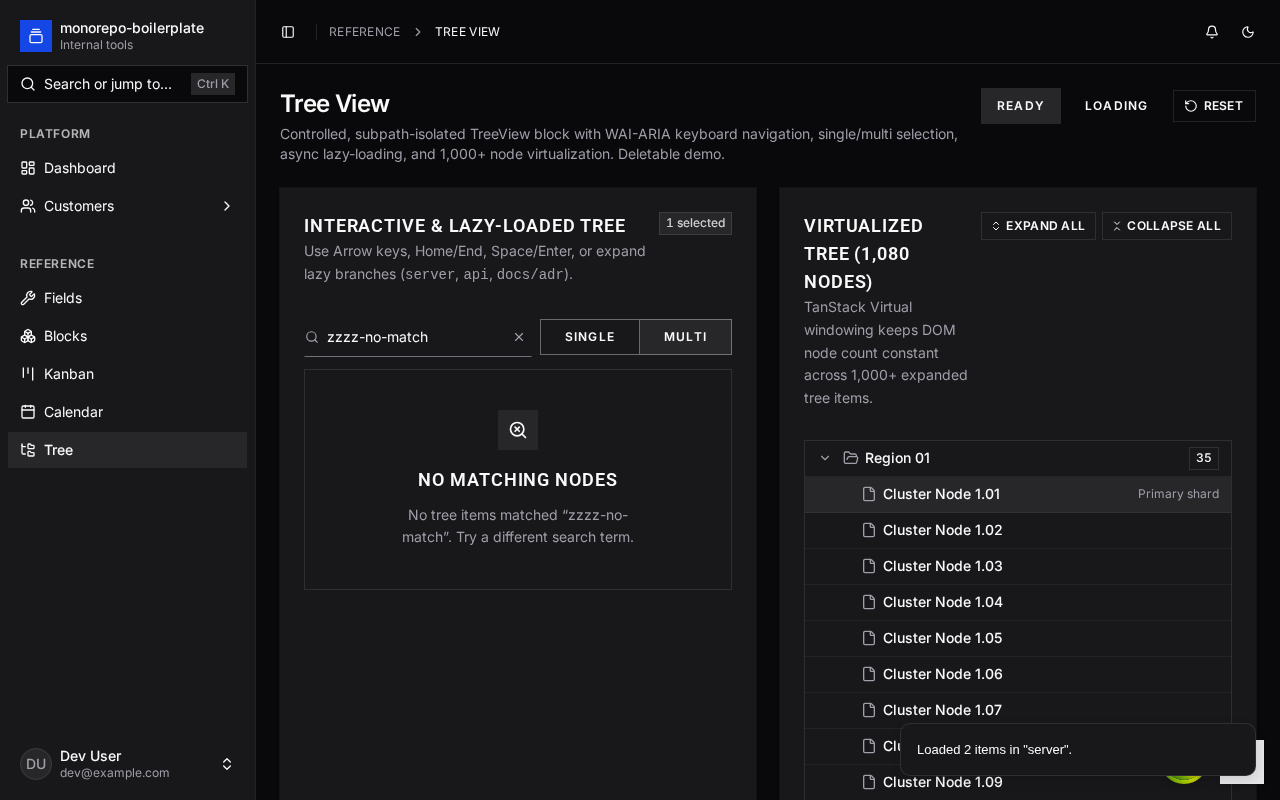 monorepo-boilerplate
Internal tools
Search or jump to...
Ctrl K
PLATFORM
Dashboard
Customers
REFERENCE
Fields
Blocks
Kanban
Calendar
Tree
DU
Dev User
dev@example.com
REFERENCE
TREE VIEW
Tree View
Controlled, subpath-isolated TreeView block with WAI-ARIA keyboard navigation, single/multi selection,
async lazy-loading, and 1,000+ node virtualization. Deletable demo.
READY
LOADING
RESET
INTERACTIVE & LAZY-LOADED TREE
1 selected
Use Arrow keys, Home/End, Space/Enter, or expand
lazy branches (server, api, docs/adr).
zzzz-no-match
SINGLE
MULTI
NO MATCHING NODES
No tree items matched “zzzz-no-
match”. Try a different search term.
VIRTUALIZED
TREE (1,080
NODES)
EXPAND ALL
COLLAPSE ALL
TanStack Virtual
windowing keeps DOM
node count constant
across 1,000+ expanded
tree items.
Region 01
35
Cluster Node 1.01
Primary shard
Cluster Node 1.02
Cluster Node 1.03
Cluster Node 1.04
Cluster Node 1.05
Cluster Node 1.06
Cluster Node 1.07
Loaded 2 items in "server".
Cluster Node 1.09